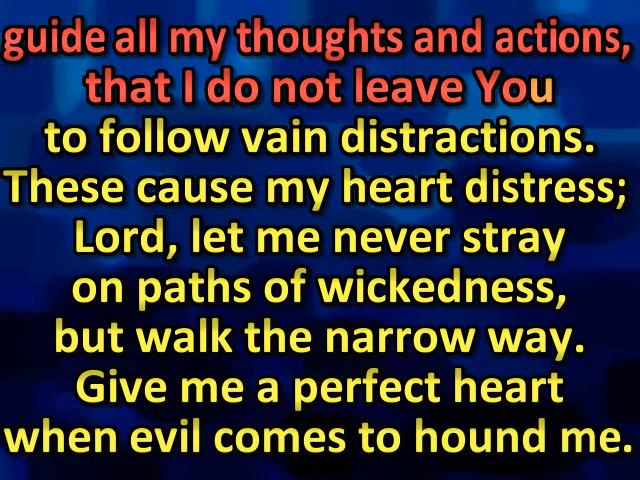 guide all my thoughts and actions,
that I do not leave You
to follow vain distractions.
These cause my heart distress;
Lord, let me never stray
on paths of wickedness,
but walk the narrow way.
Give me a perfect heart
when evil comes to hound me.